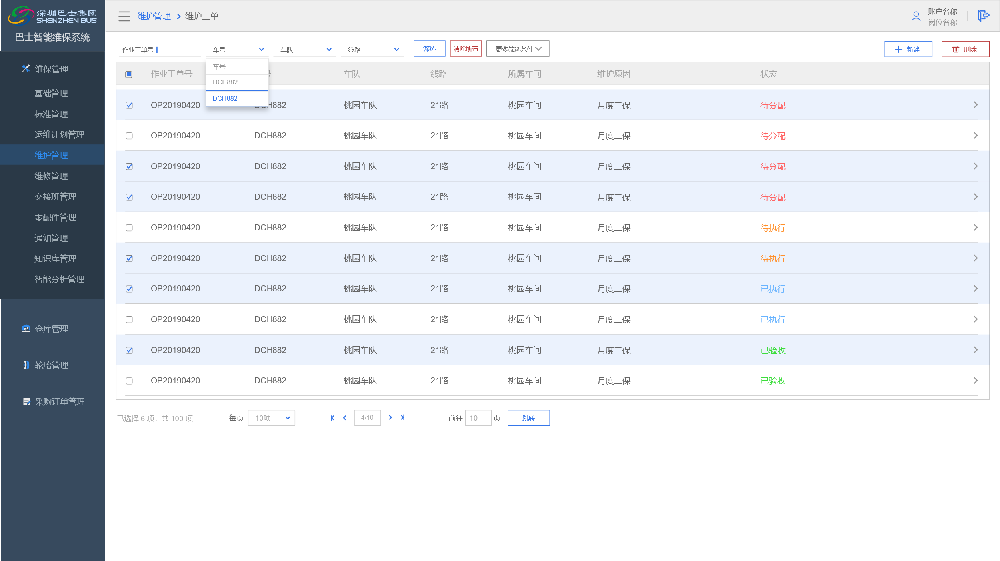 深圳巴士集团
SHENZHEN BUS
巴士智能维保系统
维保管理
基础管理
标准管理
运维计划管理
维护管理
维修管理
交接班管理
零配件管理
通知管理
知识库管理
智能分析管理
仓库管理
轮胎管理
采购订单管理
维护管理 > 维护工单
账户名称
岗位名称
作业工单号 车号 车队 线路 筛选 清除所有 更多筛选条件 新建 删除
车号
DCH882
DCH882
作业工单号 号 车队 线路 所属车间 维护原因 状态
OP20190420 DCH882 桃园车队 21路 桃园车间 月度二保 待分配
OP20190420 DCH882 桃园车队 21路 桃园车间 月度二保 待分配
OP20190420 DCH882 桃园车队 21路 桃园车间 月度二保 待分配
OP20190420 DCH882 桃园车队 21路 桃园车间 月度二保 待分配
OP20190420 DCH882 桃园车队 21路 桃园车间 月度二保 待执行
OP20190420 DCH882 桃园车队 21路 桃园车间 月度二保 待执行
OP20190420 DCH882 桃园车队 21路 桃园车间 月度二保 已执行
OP20190420 DCH882 桃园车队 21路 桃园车间 月度二保 已执行
OP20190420 DCH882 桃园车队 21路 桃园车间 月度二保 已验收
OP20190420 DCH882 桃园车队 21路 桃园车间 月度二保 已验收
已选择 6 项，共 100 项 每页 10项 4/10 前往 10 页 跳转